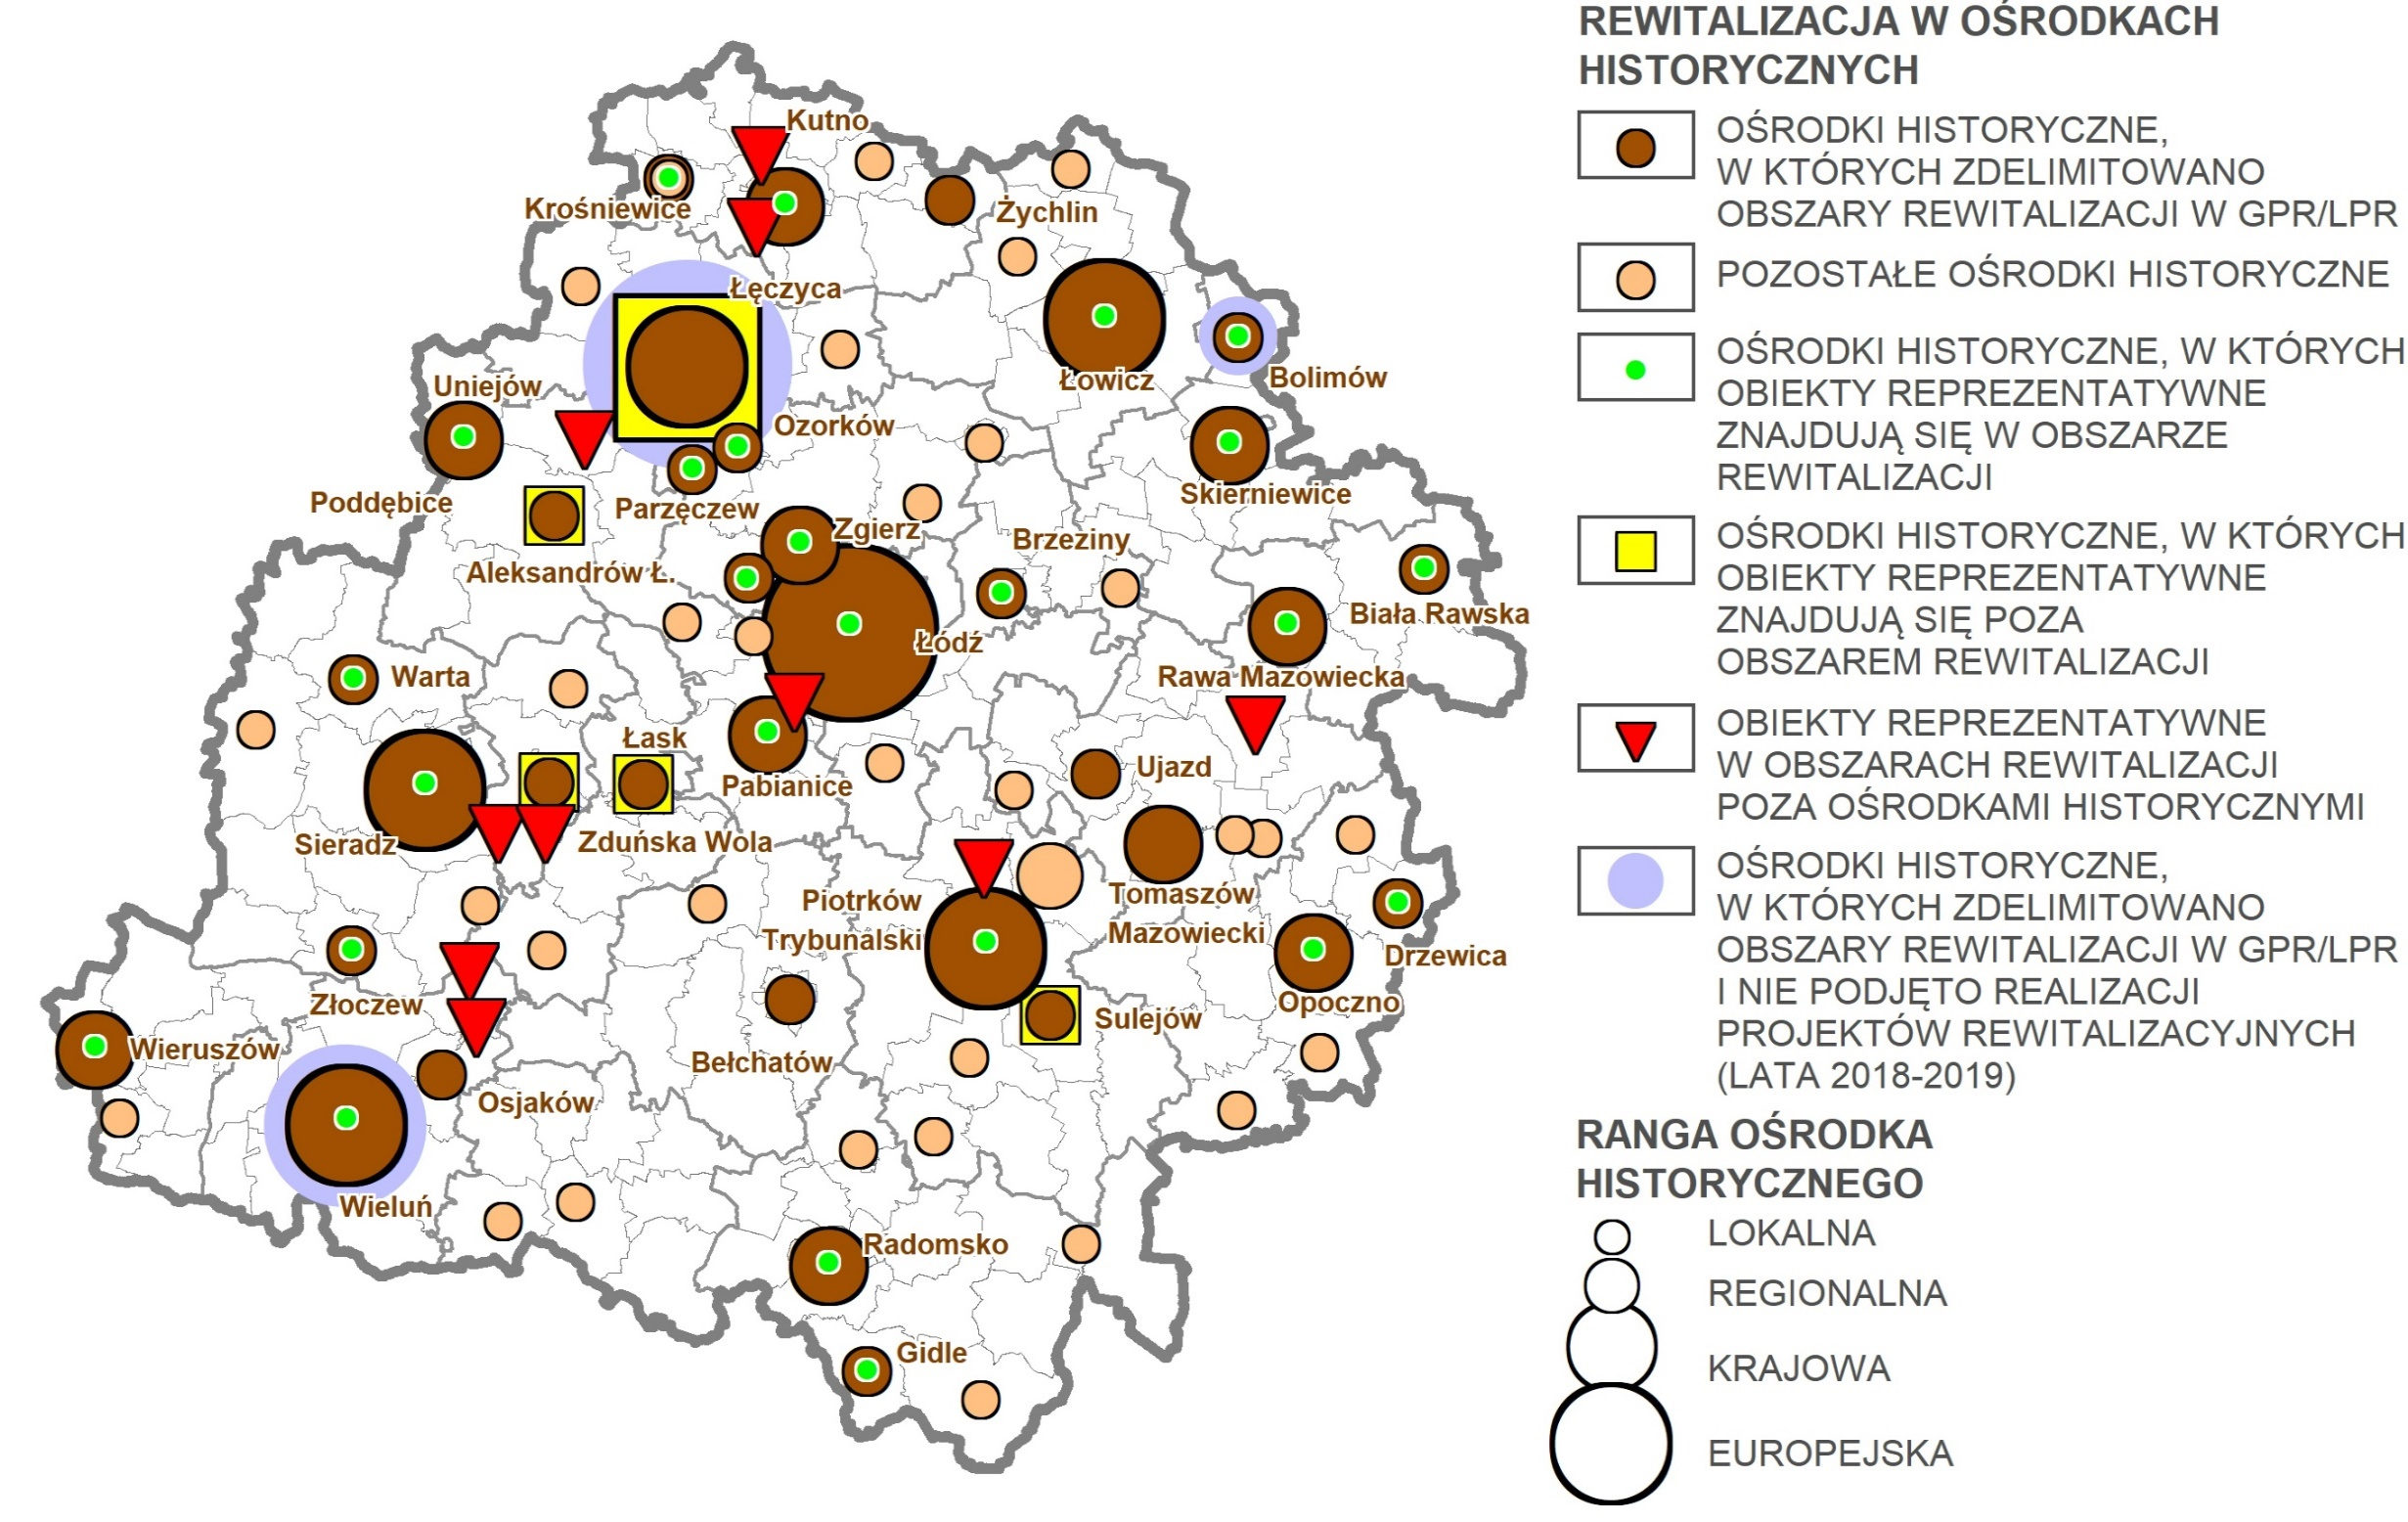 Kutno
Krośniewice
Żychlin
Łęczyca
Łowicz
Bolimów
Uniejów
Ozorków
Skierniewice
Poddębice
Parzęczew
Zgierz
Brzeziny
Aleksandrów Ł.
Biała Rawska
Łódź
Warta
Rawa Mazowiecka
Łask
Pabianice
Ujazd
Sieradz
Zduńska Wola
Piotrków
Trybunalski
Tomaszów
Mazowiecki
Drzewica
Opoczno
Złoczew
Sulejów
Wieruszów
Bełchatów
Osjaków
Wieluń
Radomsko
Gidle
REWITALIZACJA W OŚRODKACH
HISTORYCZNYCH
OŚRODKI HISTORYCZNE,
W KTÓRYCH ZDELIMITOWANO
OBSZARY REWITALIZACJI W GPR/LPR
POZOSTAŁE OŚRODKI HISTORYCZNE
OŚRODKI HISTORYCZNE, W KTÓRYCH
OBIEKTY REPREZENTATYWNE
ZNAJDUJĄ SIĘ W OBSZARZE
REWITALIZACJI
OŚRODKI HISTORYCZNE, W KTÓRYCH
OBIEKTY REPREZENTATYWNE
ZNAJDUJĄ SIĘ POZA
OBSZAREM REWITALIZACJI
OBIEKTY REPREZENTATYWNE
W OBSZARACH REWITALIZACJI
POZA OŚRODKAMI HISTORYCZNYMI
OŚRODKI HISTORYCZNE,
W KTÓRYCH ZDELIMITOWANO
OBSZARY REWITALIZACJI W GPR/LPR
I NIE PODJĘTO REALIZACJI
PROJEKTÓW REWITALIZACYJNYCH
(LATA 2018-2019)
RANGA OŚRODKA
HISTORYCZNEGO
LOKALNA
REGIONALNA
KRAJOWA
EUROPEJSKA